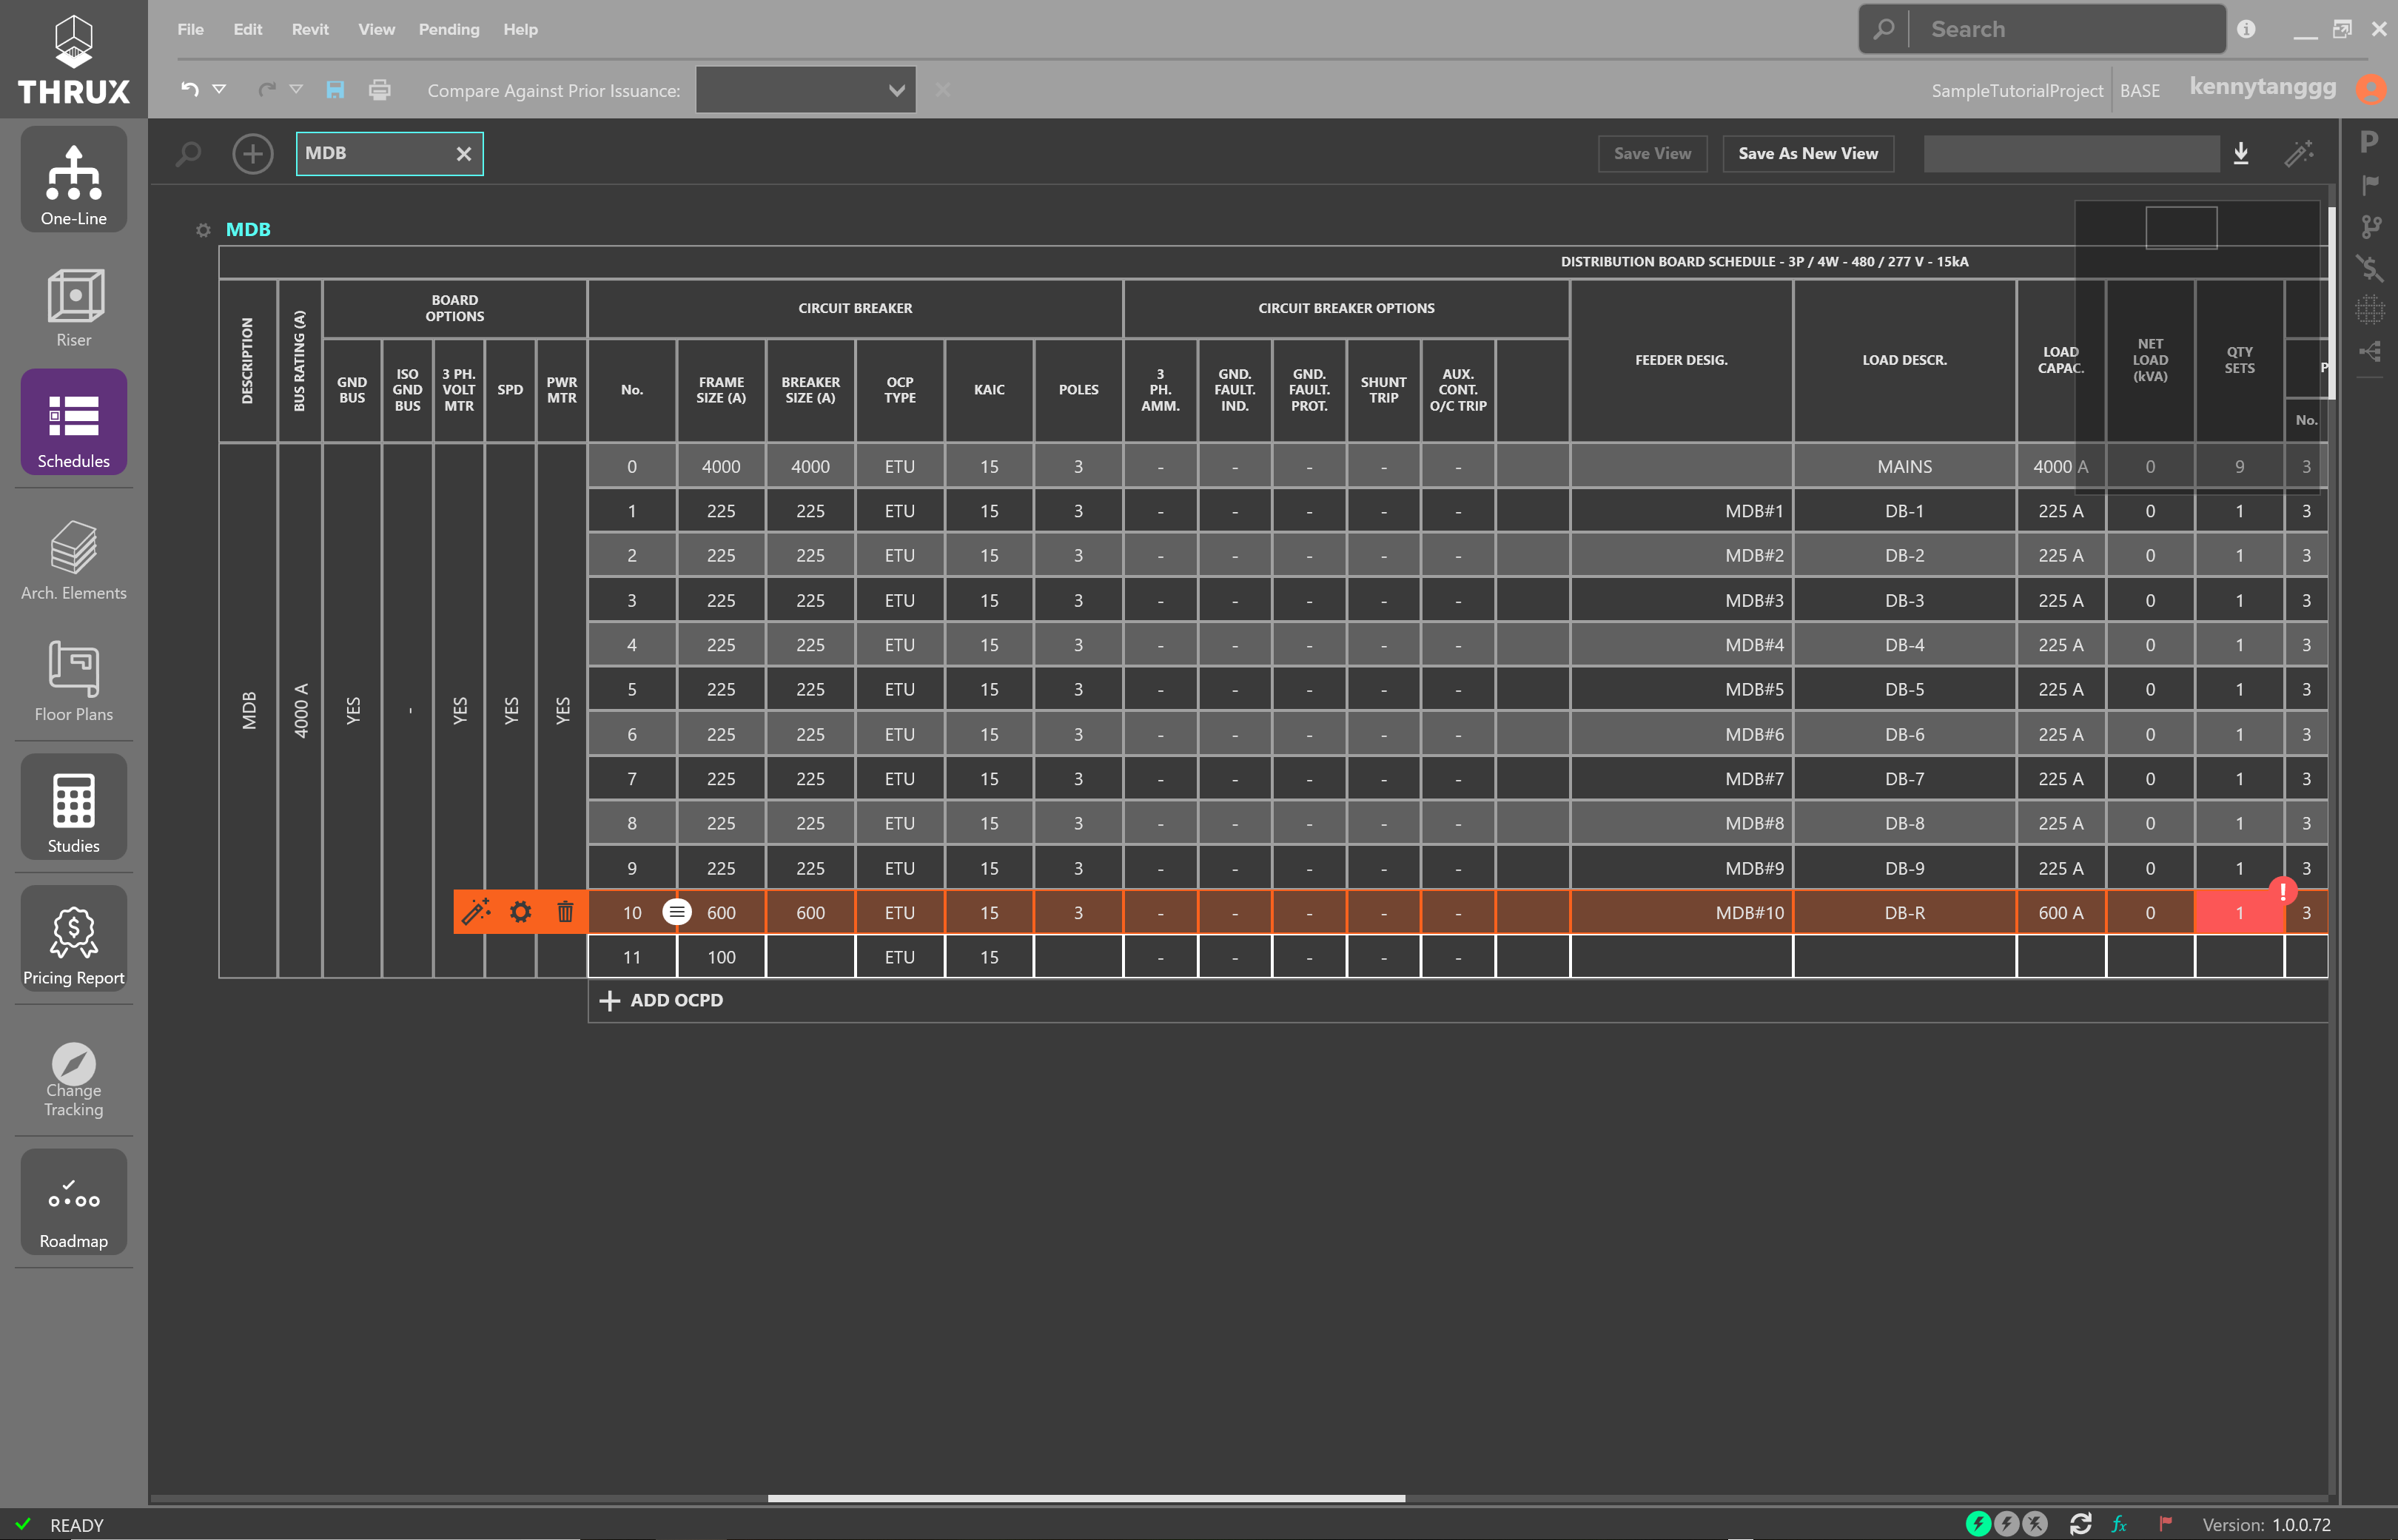 THRUX
File Edit Revit View Pending Help
Search
Compare Against Prior Issuance:
SampleTutorialProject BASE kennytanggg
One-Line
Riser
Schedules
Arch. Elements
Floor Plans
Studies
Pricing Report
Change
Tracking
Roadmap
MDB
Save View Save As New View
MDB
DISTRIBUTION BOARD SCHEDULE - 3P / 4W - 480 / 277 V - 15kA
DESCRIPTION
BUS RATING (A)
BOARD
OPTIONS
CIRCUIT BREAKER
CIRCUIT BREAKER OPTIONS
FEEDER DESIG.
LOAD DESCR.
LOAD
CAPAC.
NET
LOAD
(kVA)
QTY
SETS
P
No.
GND
BUS
ISO
GND
BUS
3 PH.
VOLT
MTR
SPD
PWR
MTR
No.
FRAME
SIZE (A)
BREAKER
SIZE (A)
OCP
TYPE
KAIC
POLES
3
PH.
AMM.
GND.
FAULT.
IND.
GND.
FAULT.
PROT.
SHUNT
TRIP
AUX.
CONT.
O/C TRIP
MDB
4000 A
YES
-
YES
YES
YES
0 4000 4000 ETU 15 3 - - - - - MAINS 4000 A 0 9 3
1 225 225 ETU 15 3 - - - - - MDB#1 DB-1 225 A 0 1 3
2 225 225 ETU 15 3 - - - - - MDB#2 DB-2 225 A 0 1 3
3 225 225 ETU 15 3 - - - - - MDB#3 DB-3 225 A 0 1 3
4 225 225 ETU 15 3 - - - - - MDB#4 DB-4 225 A 0 1 3
5 225 225 ETU 15 3 - - - - - MDB#5 DB-5 225 A 0 1 3
6 225 225 ETU 15 3 - - - - - MDB#6 DB-6 225 A 0 1 3
7 225 225 ETU 15 3 - - - - - MDB#7 DB-7 225 A 0 1 3
8 225 225 ETU 15 3 - - - - - MDB#8 DB-8 225 A 0 1 3
9 225 225 ETU 15 3 - - - - - MDB#9 DB-9 225 A 0 1 3
10 600 600 ETU 15 3 - - - - - MDB#10 DB-R 600 A 0 1 ! 3
11 100 ETU 15 - - - - -
ADD OCPD
P
READY
fx
Version: 1.0.0.72